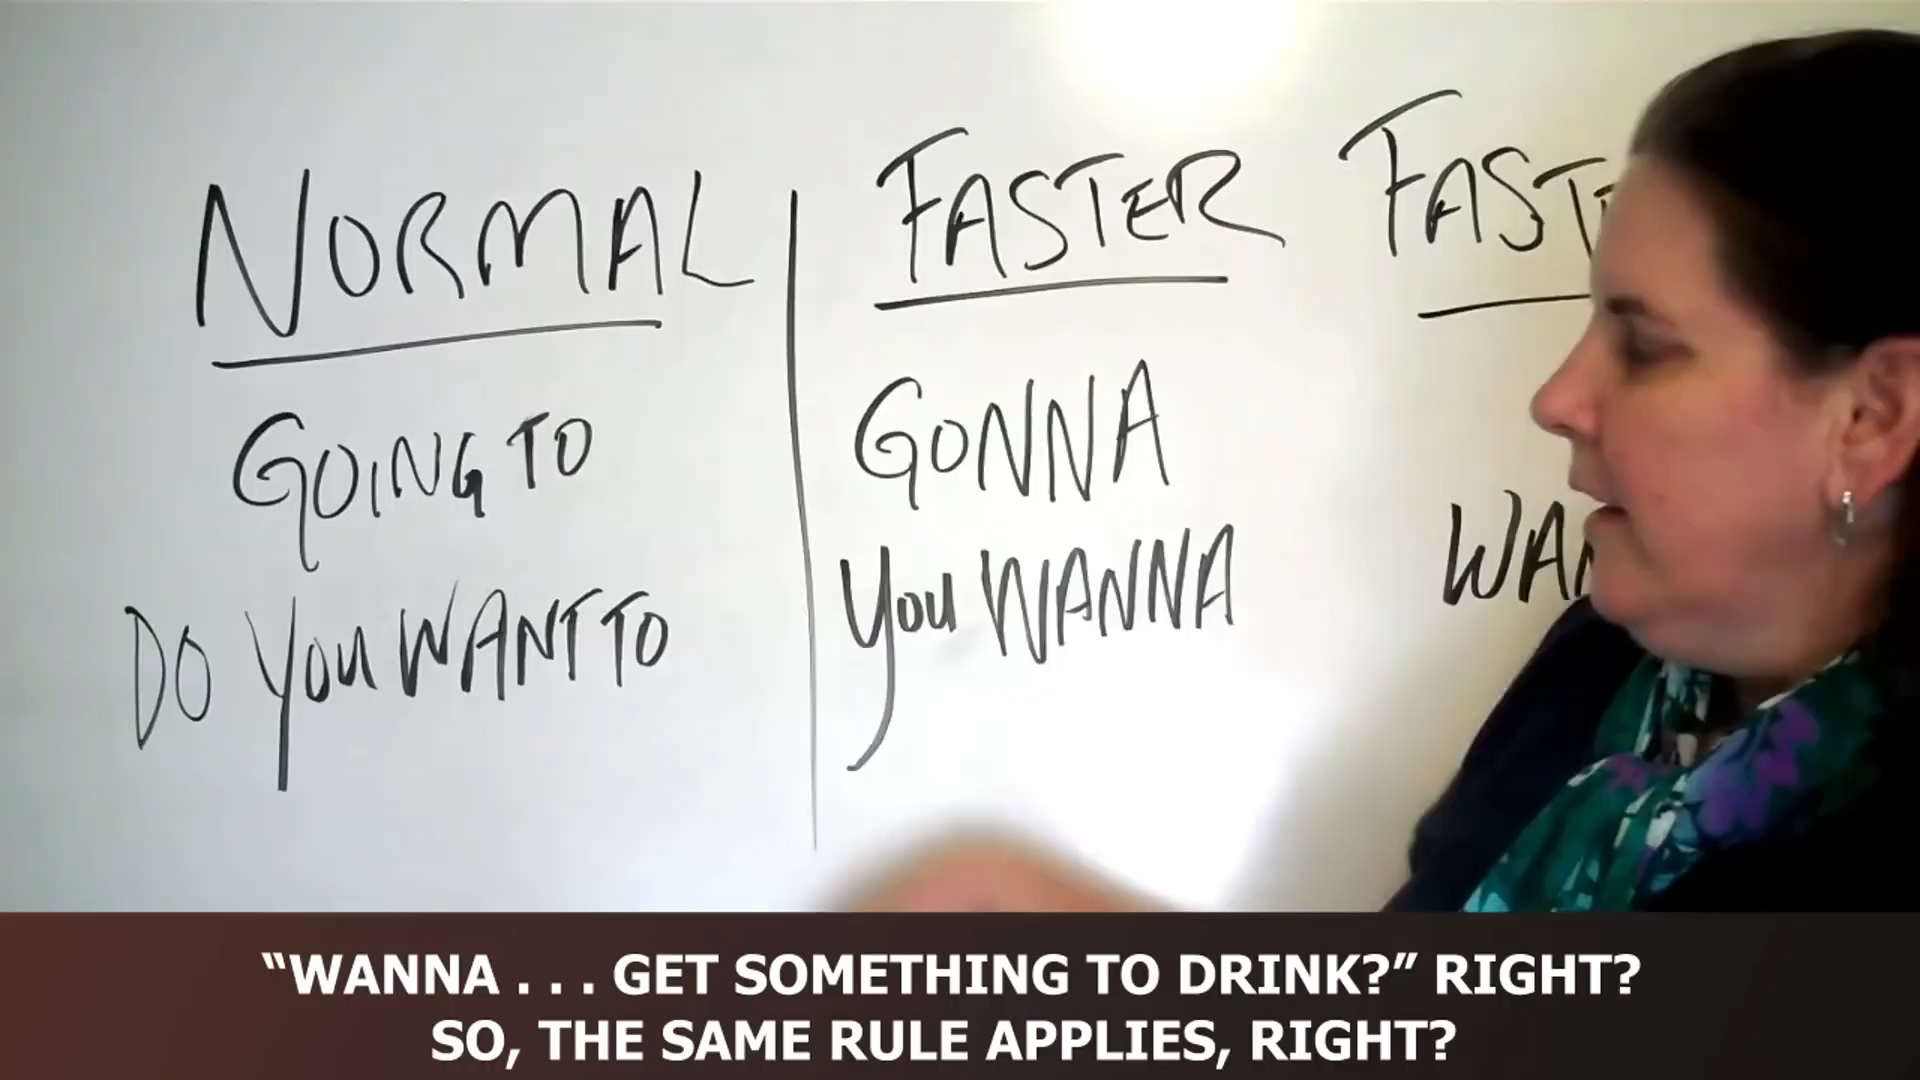 NORMAL
FASTER
GOING TO
GONNA
DO YOU WANT TO
YOU WANNA
“WANNA . . . GET SOMETHING TO DRINK?” RIGHT?
SO, THE SAME RULE APPLIES, RIGHT?